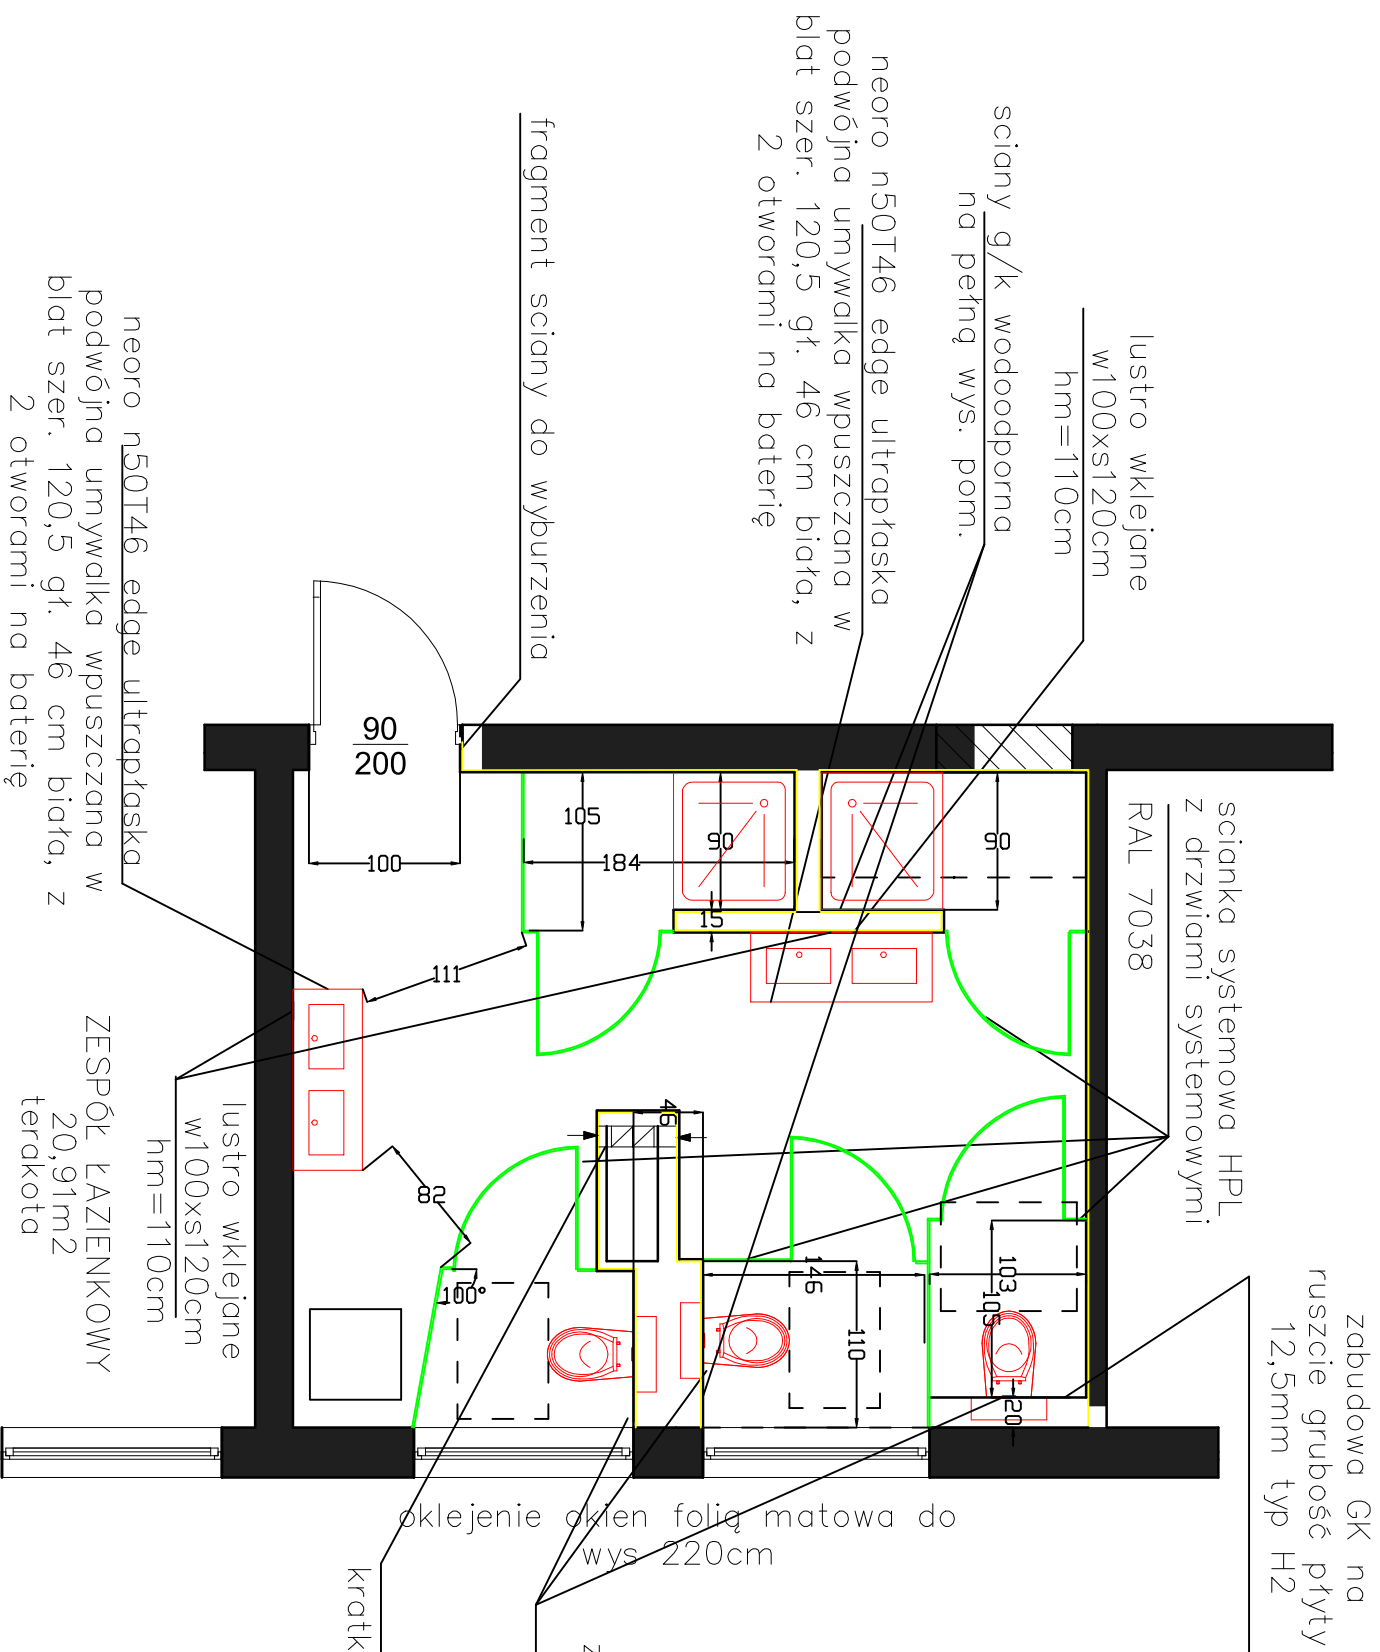 lustro wklejane
w100xs120cm
hm=110cm
sciany g/k wodoodporna
na pełną wys. pom.
neoro n50T46 edge ultrapłaska
podwójna umywalka wpuszczana w
blat szer. 120,5 gł. 46 cm biała, z
2 otworami na baterię
fragment sciany do wyburzenia
neoro n50T46 edge ultrapłaska
podwójna umywalka wpuszczana w
blat szer. 120,5 gł. 46 cm biała, z
2 otworami na baterię
scianka systemowa HPL
z drzwiami systemowymi
RAL 7038
zabudowa GK na
ruszcie grubość płyty
12,5mm typ H2
lustro wklejane
w100xs120cm
hm=110cm
ZESPÓŁ ŁAZIENKOWY
20,91m2
terakota
oklejenie okien folią matowa do
wys 220cm
kratk
z
90
200
100
105
184
90
90
15
111
46
82
100°
146
110
103
105
20